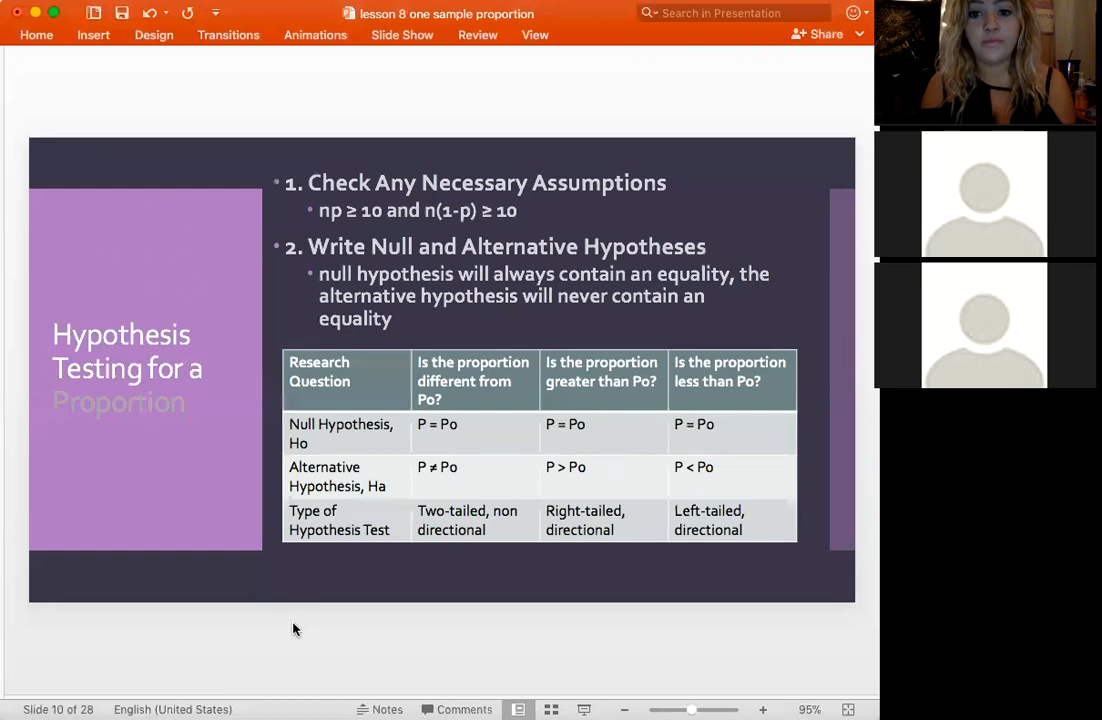 lesson 8 one sample proportion
Search in Presentation
Home Insert Design Transitions Animations Slide Show Review View
Share
• 1. Check Any Necessary Assumptions
• np ≥ 10 and n(1-p) ≥ 10
• 2. Write Null and Alternative Hypotheses
• null hypothesis will always contain an equality, the
alternative hypothesis will never contain an
equality
Hypothesis
Testing for a
Proportion
Research
Question
Is the proportion
different from
Po?
Is the proportion
greater than Po?
Is the proportion
less than Po?
Null Hypothesis,
Ho
P = Po
P = Po
P = Po
Alternative
Hypothesis, Ha
P ≠ Po
P > Po
P < Po
Type of
Hypothesis Test
Two-tailed, non
directional
Right-tailed,
directional
Left-tailed,
directional
Slide 10 of 28 English (United States) Notes Comments 95%